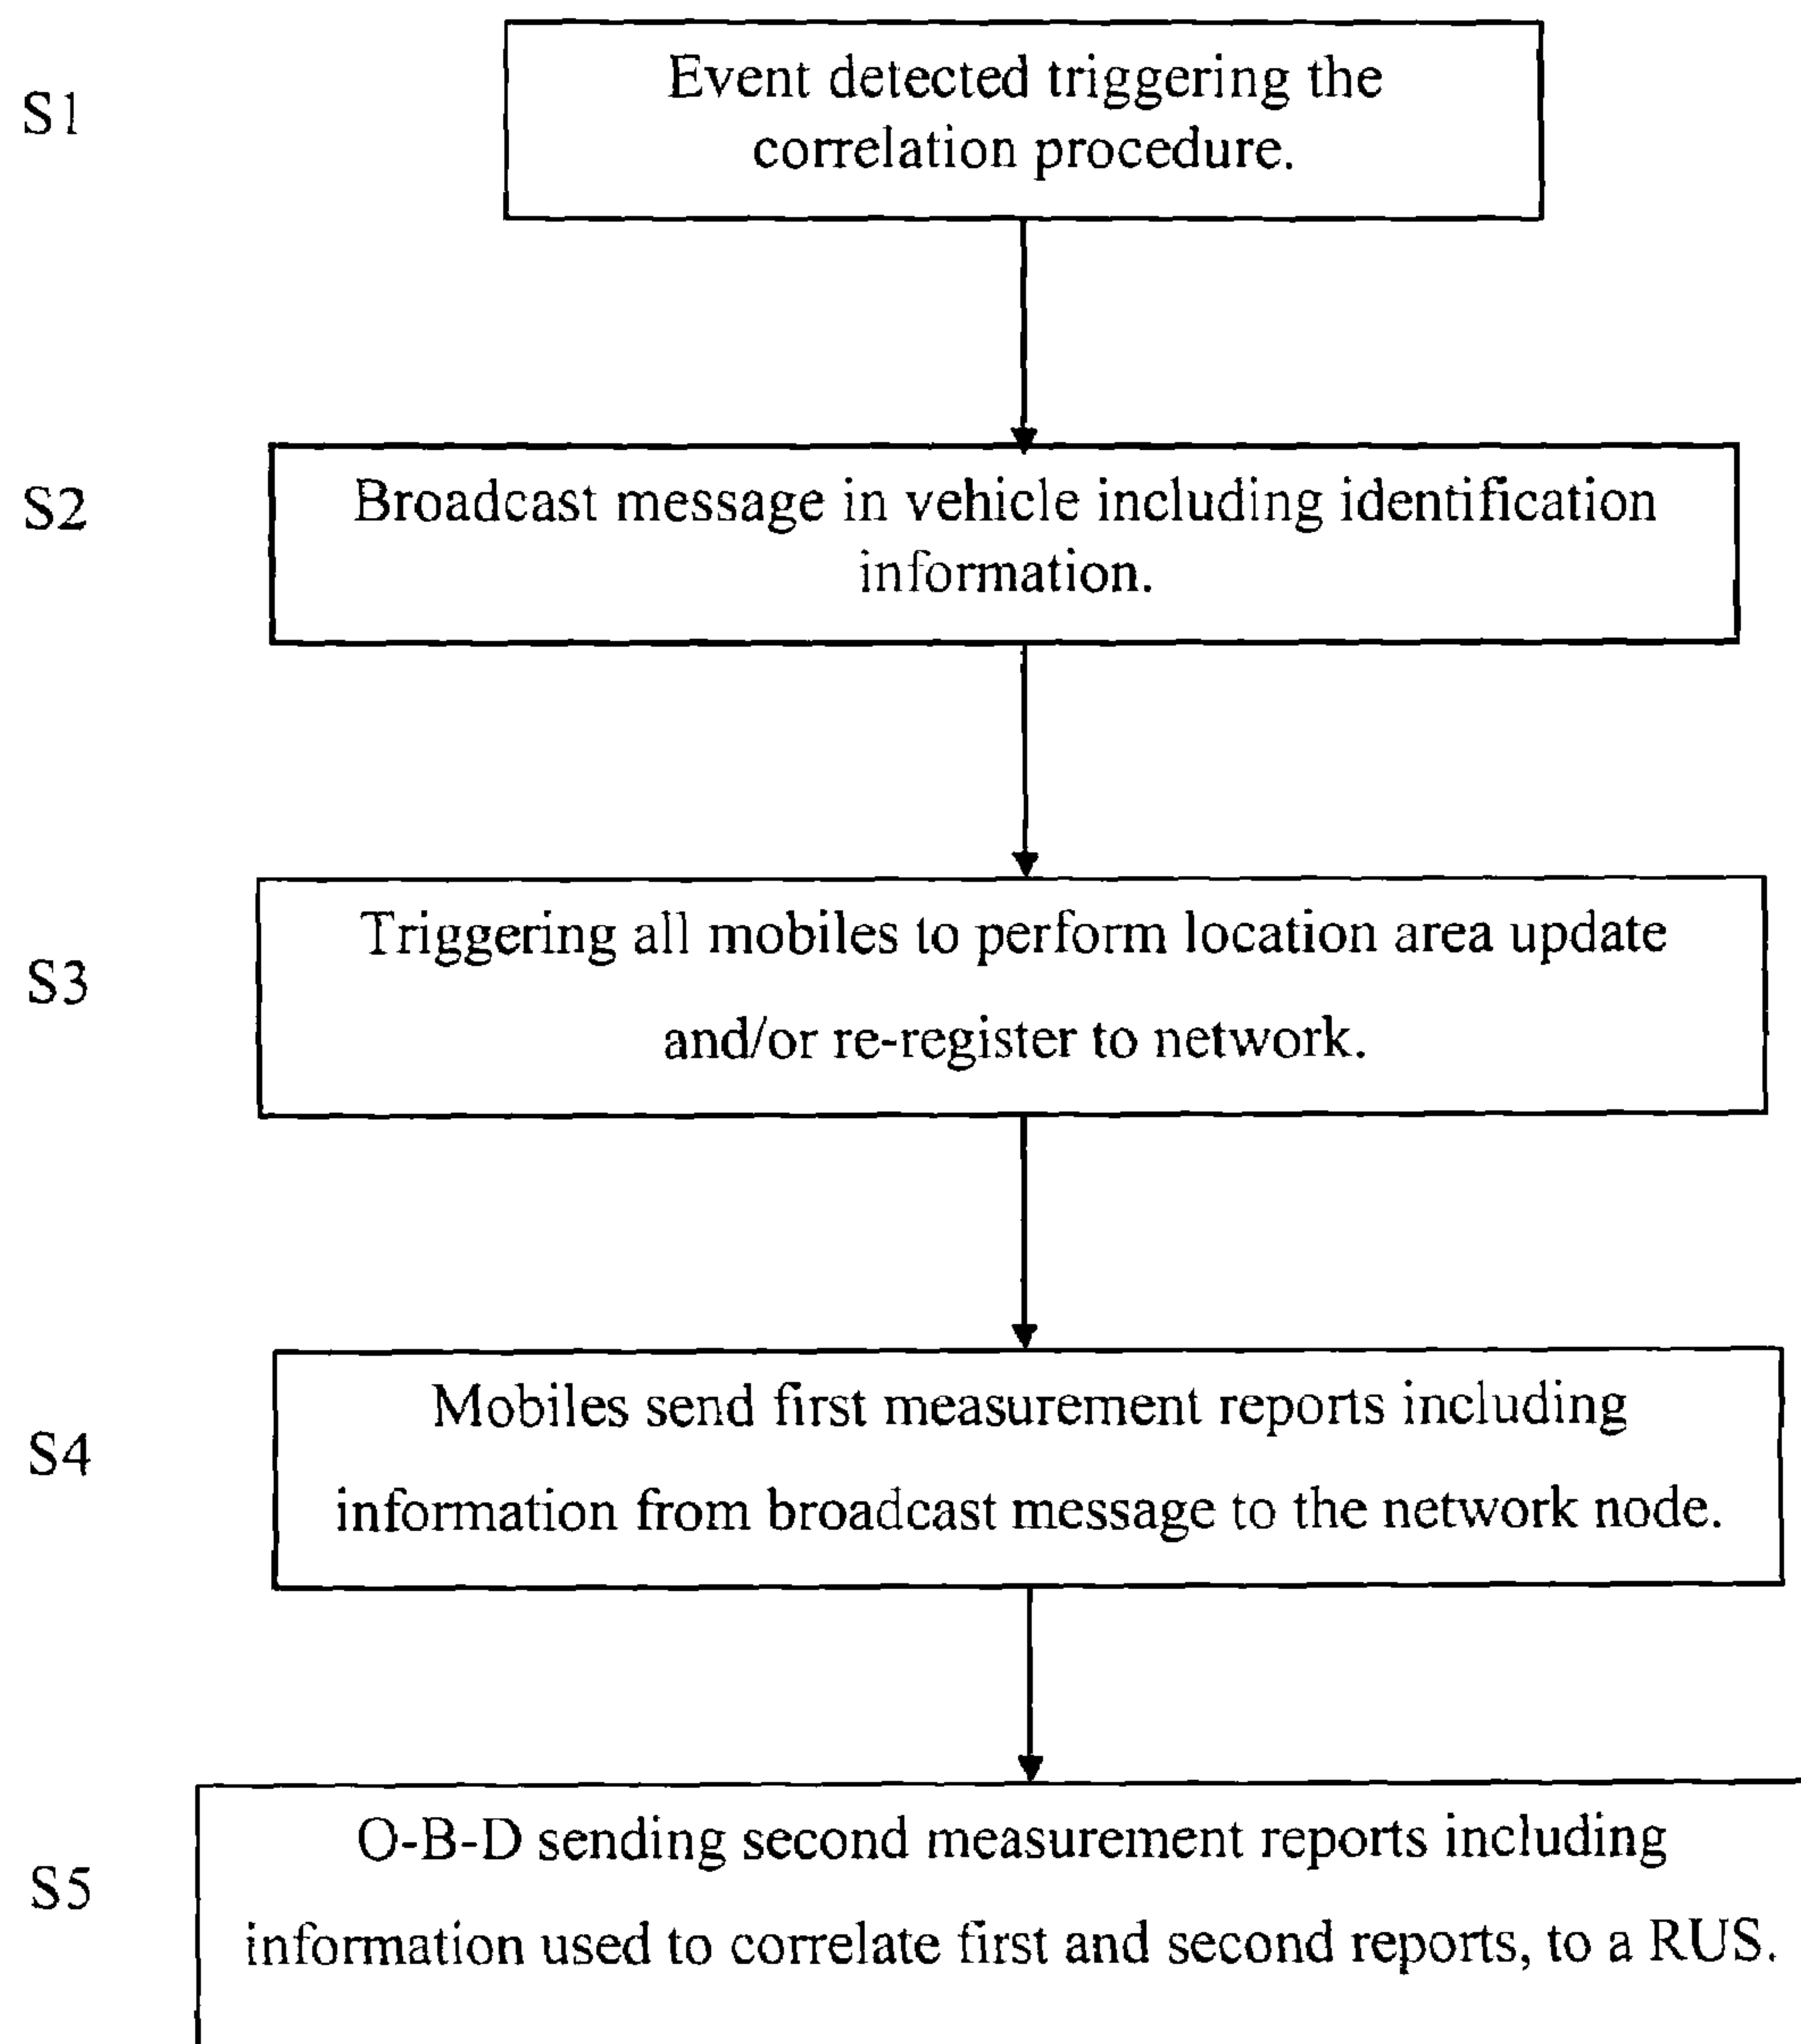 S1
Event detected triggering the
correlation procedure.
S2
Broadcast message in vehicle including identification
information.
S3
Triggering all mobiles to perform location area update
and/or re-register to network.
S4
Mobiles send first measurement reports including
information from broadcast message to the network node.
S5
O-B-D sending second measurement reports including
information used to correlate first and second reports, to a RUS.